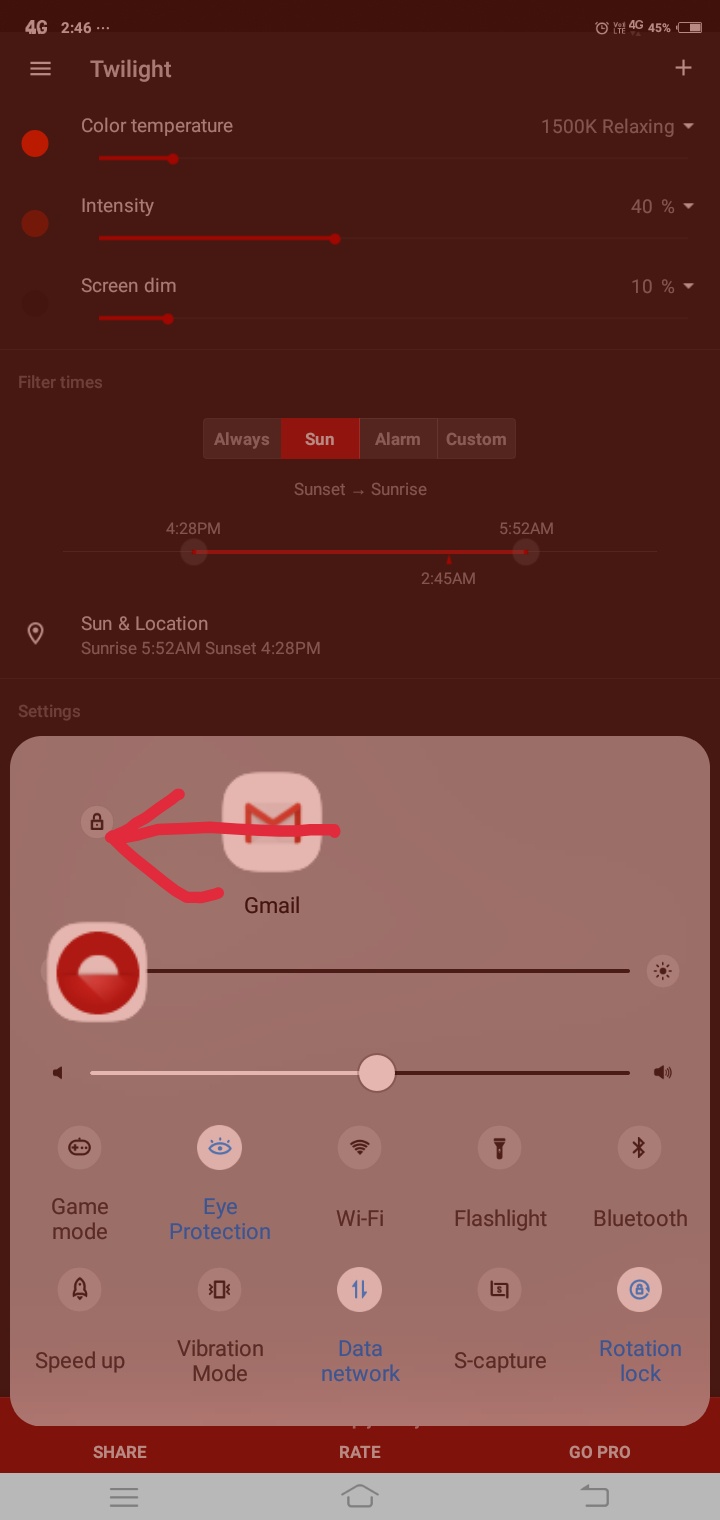 4G 2:46 ...
4G 45%
Twilight
Color temperature
1500K Relaxing
Intensity
40 %
Screen dim
10 %
Filter times
Always Sun Alarm Custom
Sunset → Sunrise
4:28PM 5:52AM
2:45AM
Sun & Location
Sunrise 5:52AM Sunset 4:28PM
Settings
Gmail
Game mode
Eye Protection
Wi-Fi
Flashlight
Bluetooth
Speed up
Vibration Mode
Data network
S-capture
Rotation lock
SHARE RATE GO PRO